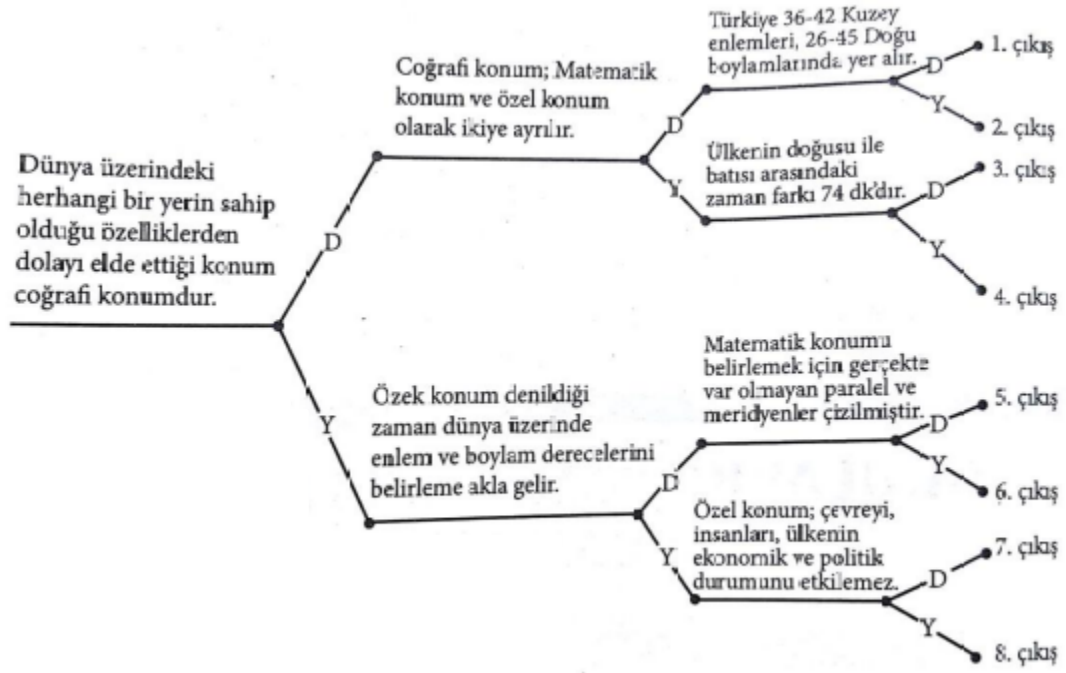 Dünya üzerindeki
herhangi bir yerin sahip
olduğu özelliklerden
dolayı elde ettiği konum
coğrafi konumdur.
D
Y
Coğrafi konum; Matematik
konum ve özel konum
olarak ikiye ayrılır.
D
Y
Türkiye 36-42 Kuzey
enlemleri, 26-45 Doğu
boylamlarında yer alır.
D
Y
1. çıkış
2. çıkış
Ülkenin doğusu ile
batısı arasındaki
zaman farkı 74 dk'dır.
D
Y
3. çıkış
4. çıkış
Özek konum denildiği
zaman dünya üzerinde
enlem ve boylam derecelerini
belirleme akla gelir.
D
Y
Matematik konumu
belirlemek için gerçekte
var olmayan paralel ve
meridyenler çizilmiştir.
D
Y
5. çıkış
6. çıkış
Özel konum; çevreyi,
insanları, ülkenin
ekonomik ve politik
durumunu etkilemez.
D
Y
7. çıkış
8. çıkış